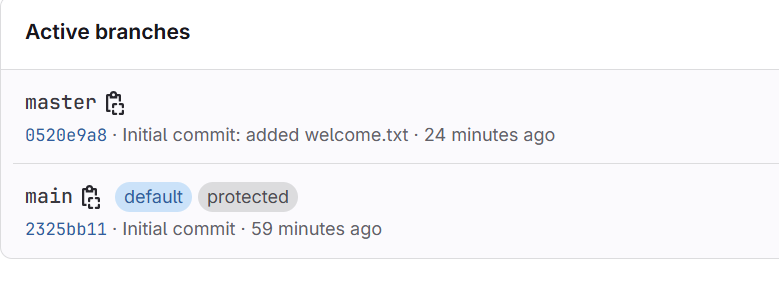 Active branches
master
0520e9a8 · Initial commit: added welcome.txt · 24 minutes ago
main default protected
2325bb11 · Initial commit · 59 minutes ago